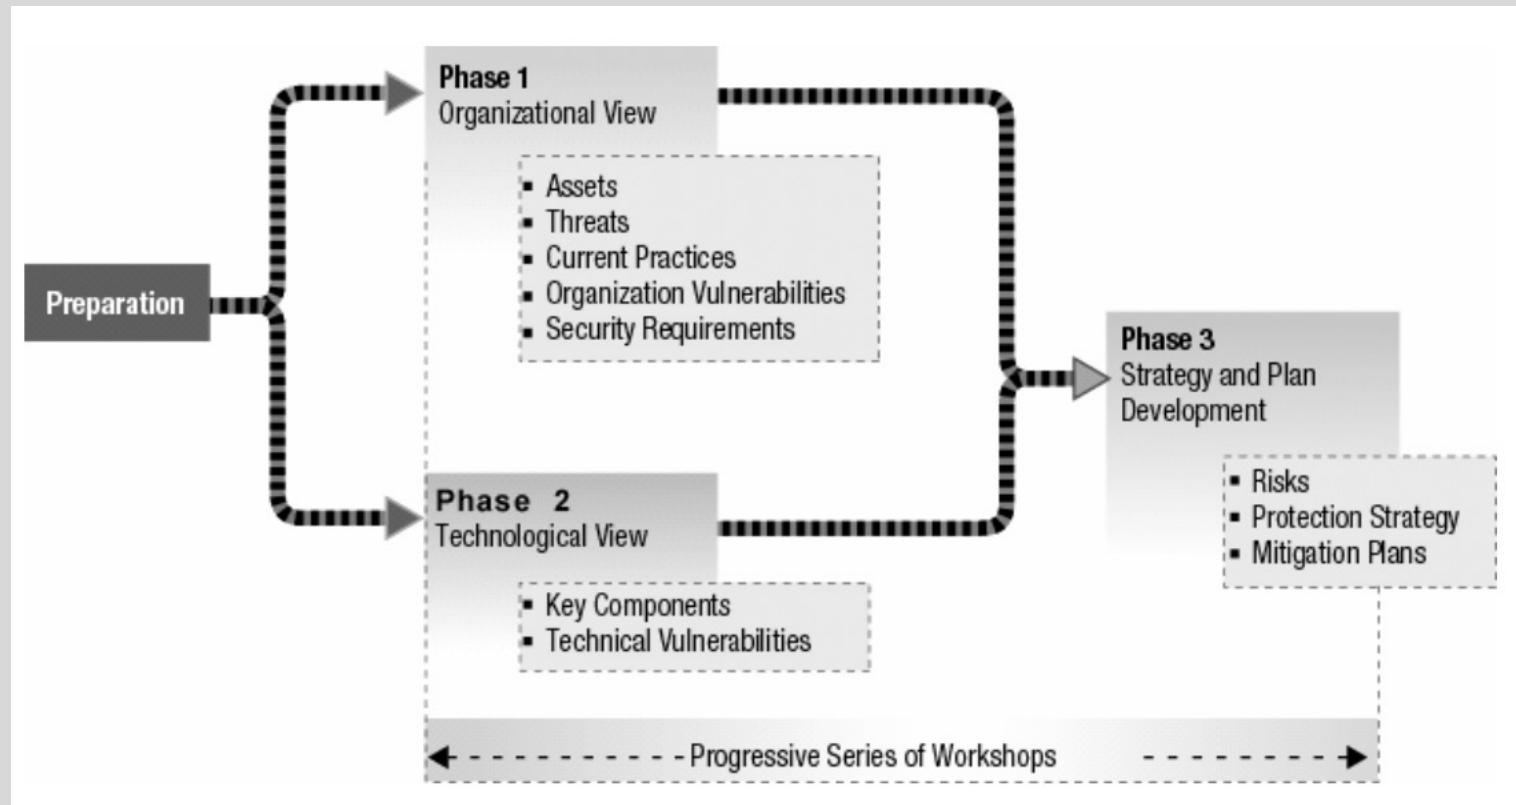 Preparation
Phase 1
Organizational View
▪ Assets
▪ Threats
▪ Current Practices
▪ Organization Vulnerabilities
▪ Security Requirements
Phase 2
Technological View
▪ Key Components
▪ Technical Vulnerabilities
Phase 3
Strategy and Plan
Development
▪ Risks
▪ Protection Strategy
▪ Mitigation Plans
Progressive Series of Workshops